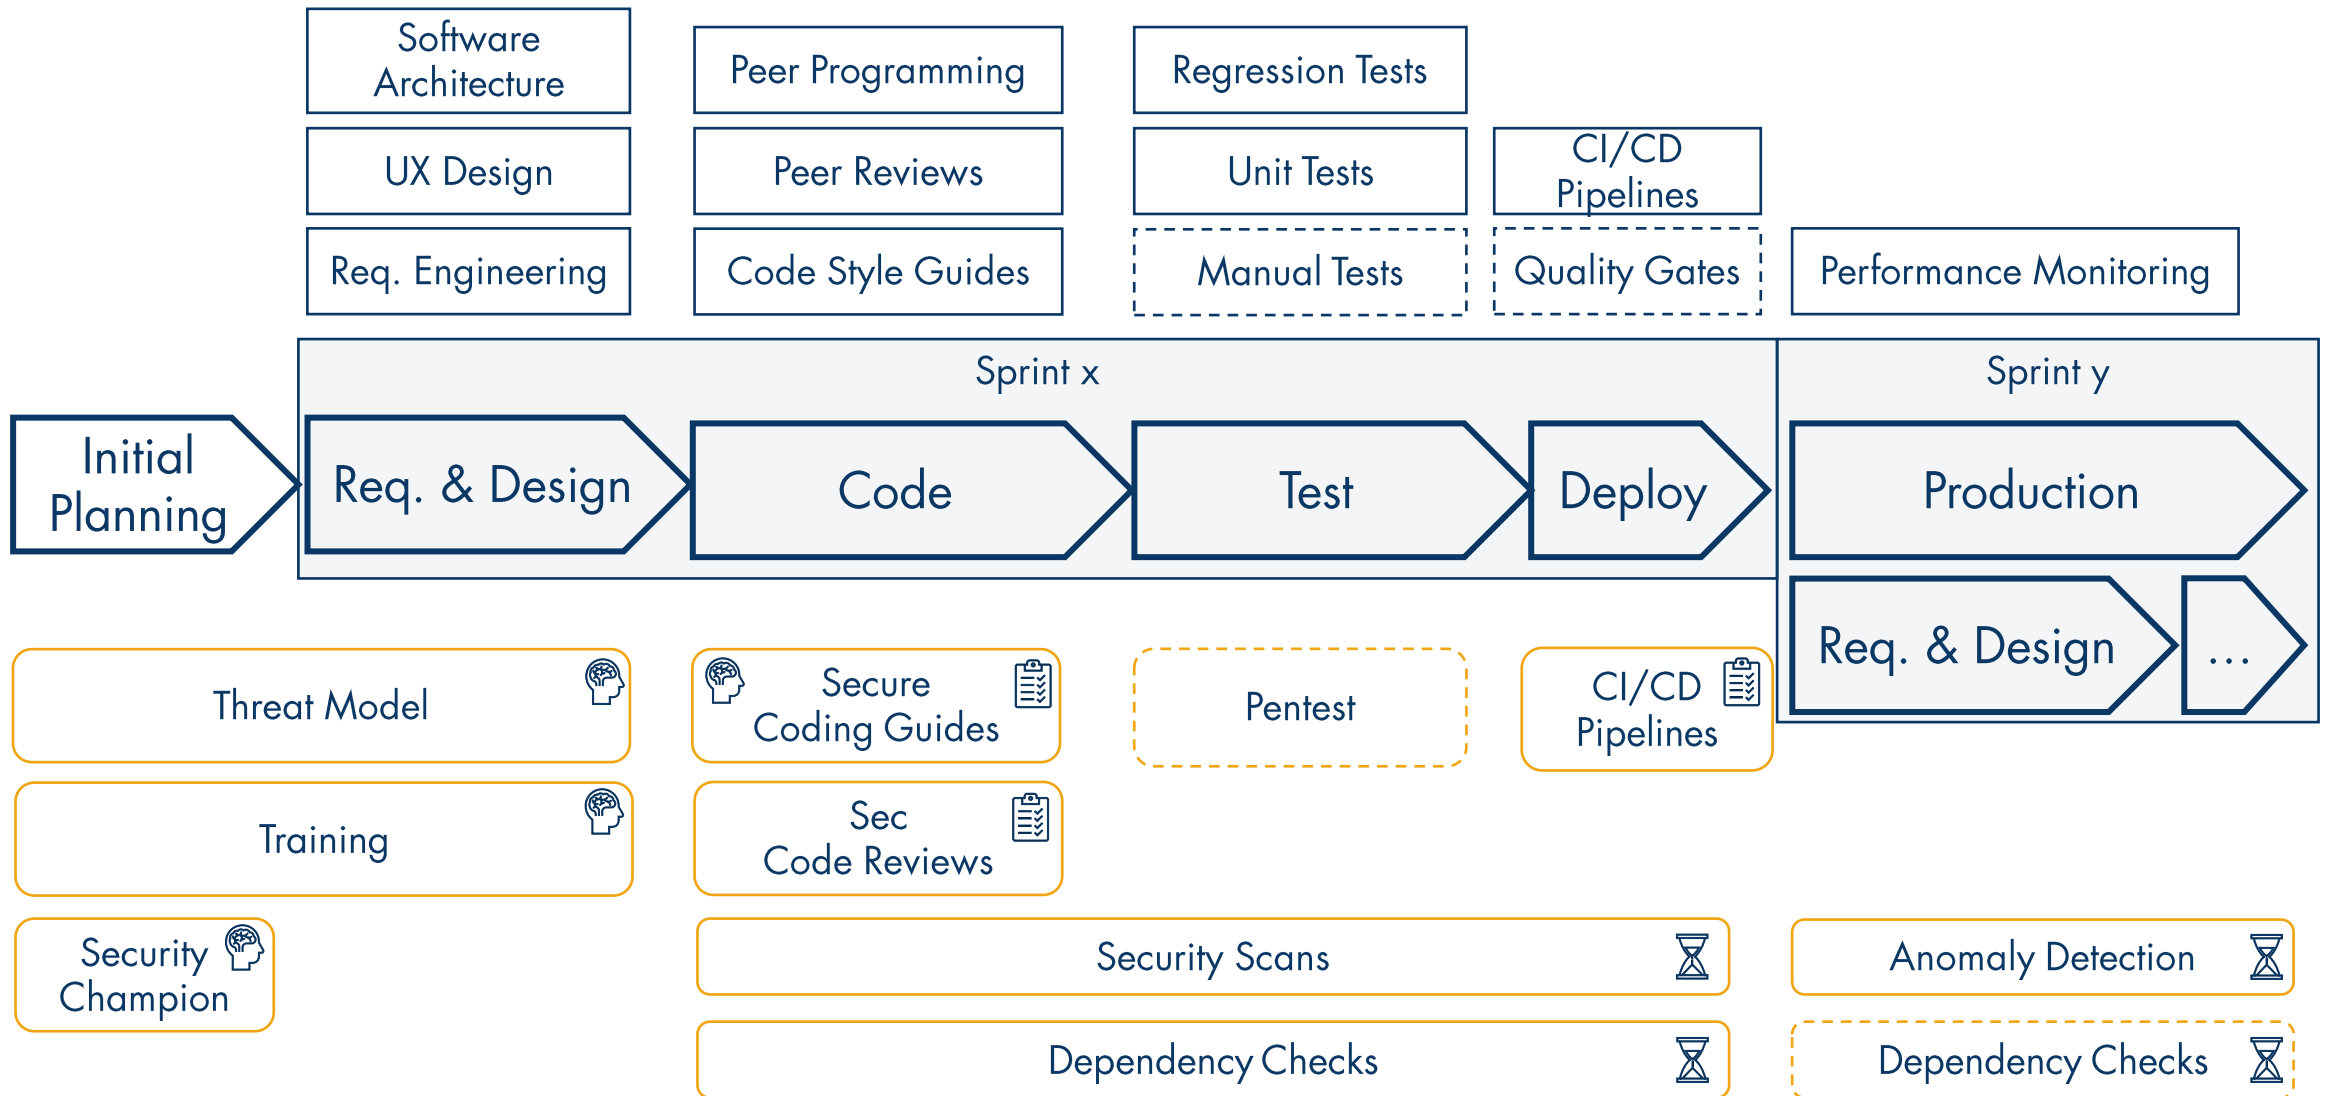 Software
Architecture
Peer Programming
Regression Tests
UX Design
Peer Reviews
Unit Tests
CI/CD
Pipelines
Req. Engineering
Code Style Guides
Manual Tests
Quality Gates
Performance Monitoring
Sprint x
Sprint y
Initial
Planning
Req. & Design
Code
Test
Deploy
Production
Req. & Design
...
Threat Model
Secure
Coding Guides
Pentest
CI/CD
Pipelines
Training
Sec
Code Reviews
Security
Champion
Security Scans
Anomaly Detection
Dependency Checks
Dependency Checks